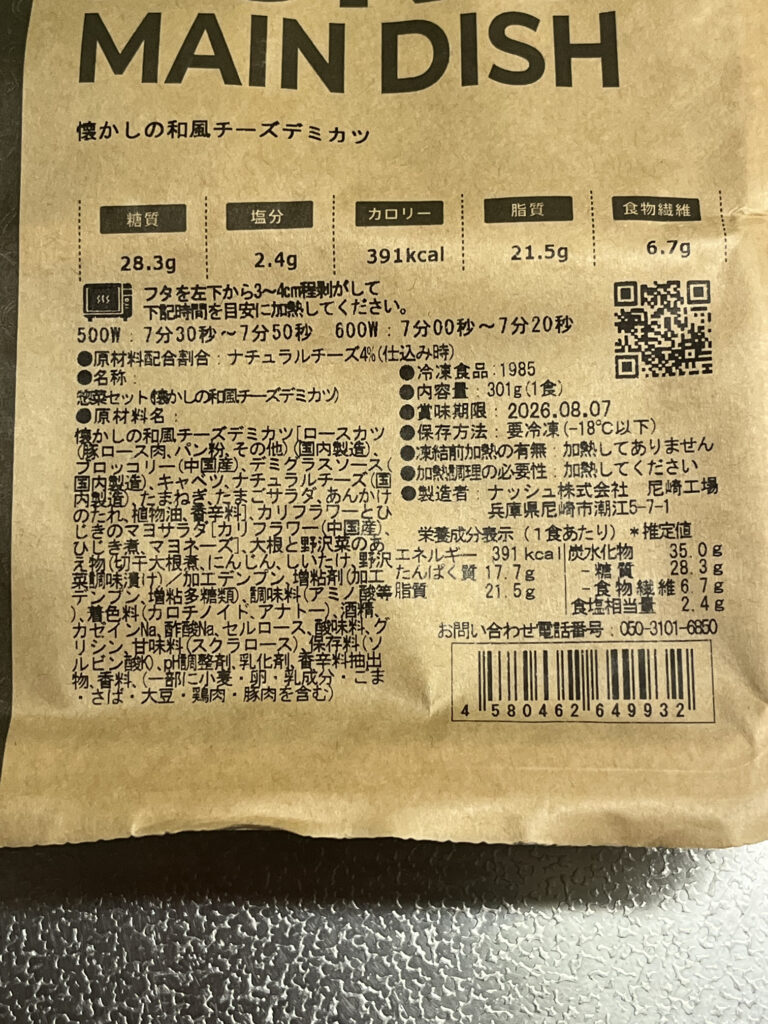 MAIN DISH
懐かしの和風チーズデミカツ
糖質 塩分 カロリー 脂質 食物繊維
28.3g 2.4g 391kcal 21.5g 6.7g
フタを左下から3〜4cm程剥がして
下記時間を目安に加熱してください。
500W：7分30秒〜7分50秒 600W：7分00秒〜7分20秒
●原材料配合割合：ナチュラルチーズ4%(仕込み時)
●名称：
惣菜セット(懐かしの和風チーズデミカツ)
●原材料名：
懐かしの和風チーズデミカツ[ロースカツ
(豚ロース肉、パン粉、その他)(国内製造)、
ブロッコリー(中国産)、デミグラスソース(
国内製造)、キャベツ、ナチュラルチーズ(国
内製造)、たまねぎ、たまごサラダ、あんかけ
のたれ、植物油、香辛料]、カリフラワーとひ
じきのマヨサラダ[カリフラワー(中国産)、
ひじき煮、マヨネーズ]、大根と野沢菜のあ
え物(切干大根煮、にんじん、しいたけ、野沢
菜調味漬け)／加工デンプン、増粘剤(加工
デンプン、増粘多糖類)、調味料(アミノ酸等
)、着色料(カロチノイド、アナトー)、酒精、
カゼインNa、酢酸Na、セルロース、酸味料、グ
リシン、甘味料(スクラロース)、保存料(ソ
ルビン酸K)、pH調整剤、乳化剤、香辛料抽出
物、香料、(一部に小麦・卵・乳成分・ごま
・さば・大豆・鶏肉・豚肉を含む)
●冷凍食品：1985
●内容量：301g(1食)
●賞味期限：2026.08.07
●保存方法：要冷凍(-18℃以下)
●凍結前加熱の有無：加熱してありません
●加熱調理の必要性：加熱してください
●製造者：ナッシュ株式会社 尼崎工場
兵庫県尼崎市潮江5-7-1
栄養成分表示(1食あたり)＊推定値
エネルギー 391kcal
たんぱく質 17.7g
脂質 21.5g
炭水化物 35.0g
-糖質 28.3g
-食物繊維 6.7g
食塩相当量 2.4g
お問い合わせ電話番号：050-3101-6850
4 580462 649932